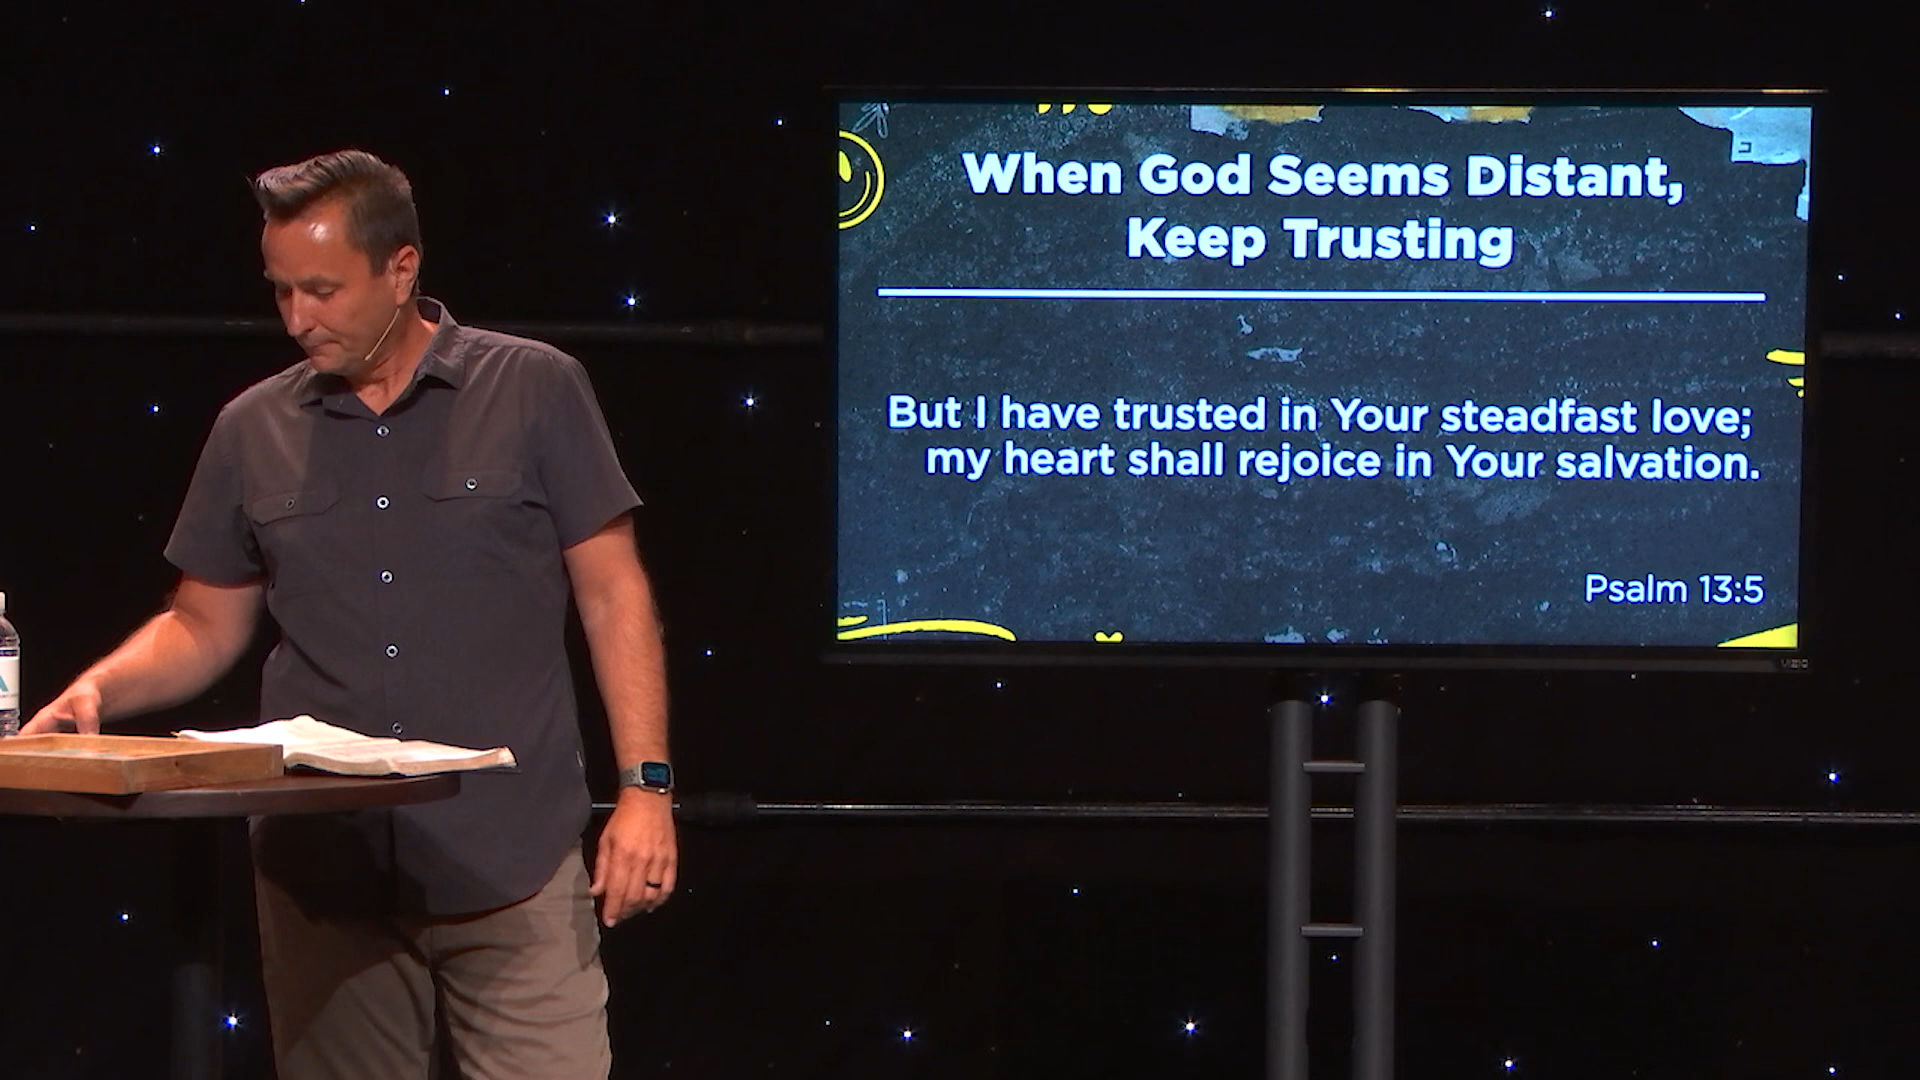 When God Seems Distant,
Keep Trusting
But I have trusted in Your steadfast love;
my heart shall rejoice in Your salvation.
Psalm 13:5
VIZIO